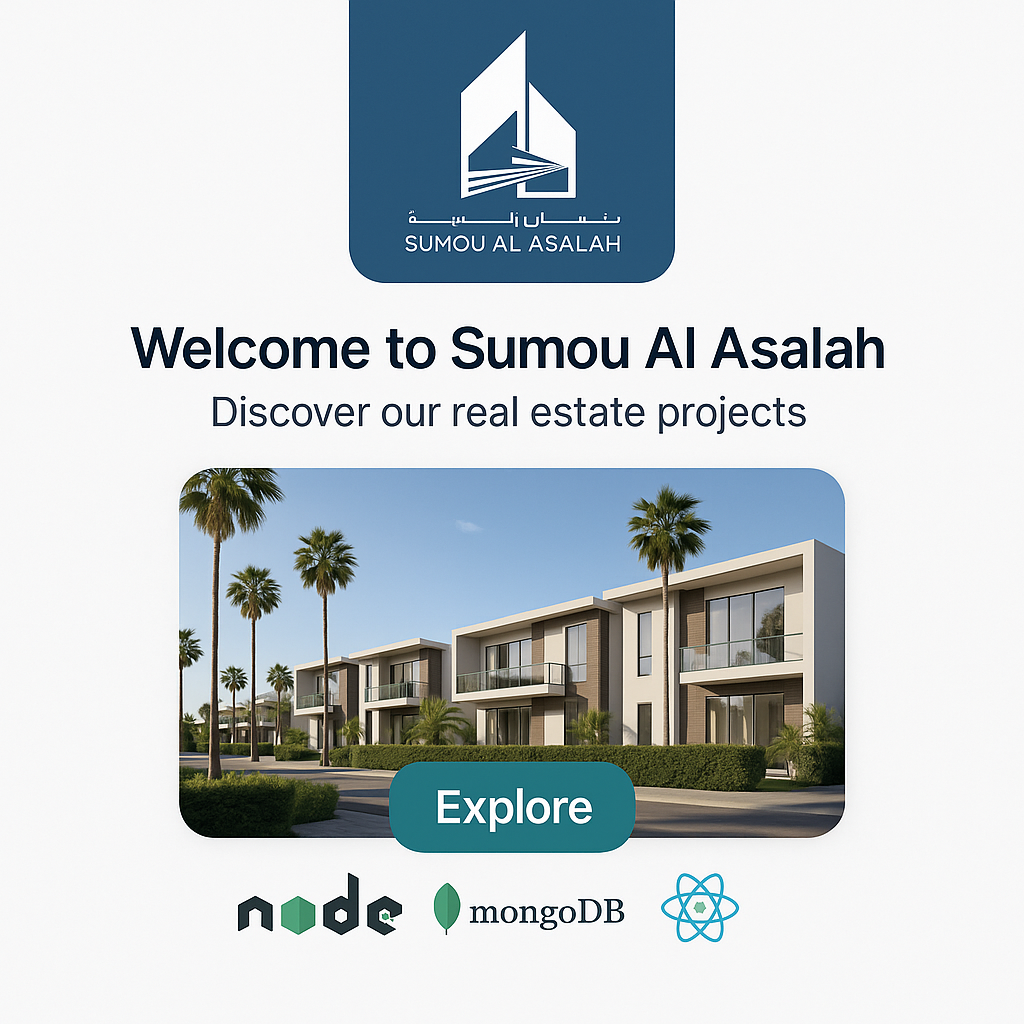 SUMOU AL ASALAH
Welcome to Sumou Al Asalah
Discover our real estate projects
Explore
node
mongoDB